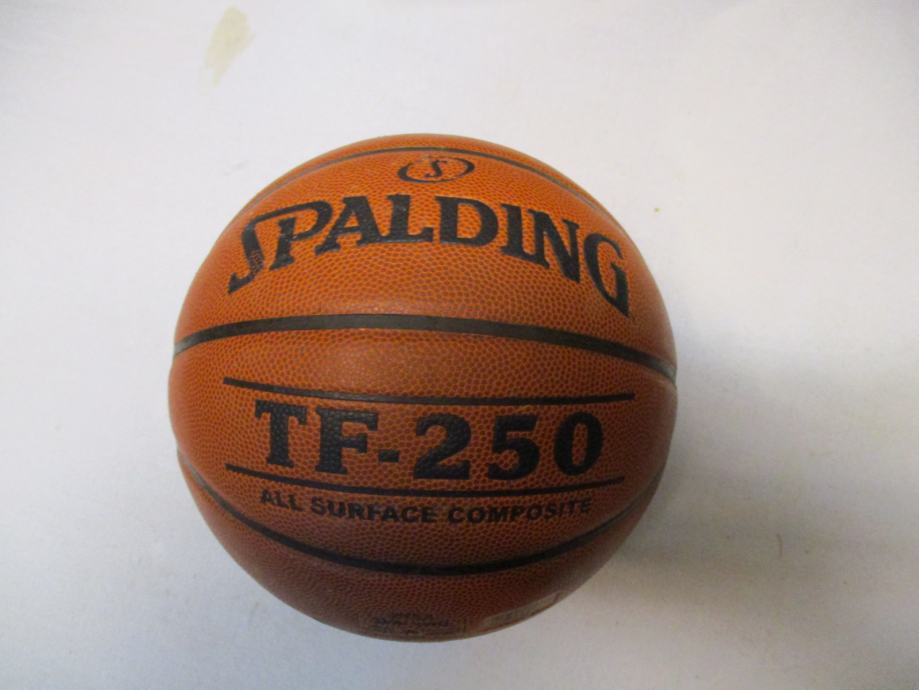 S
SPALDING
TF-250
ALL SURFACE COMPOSITE